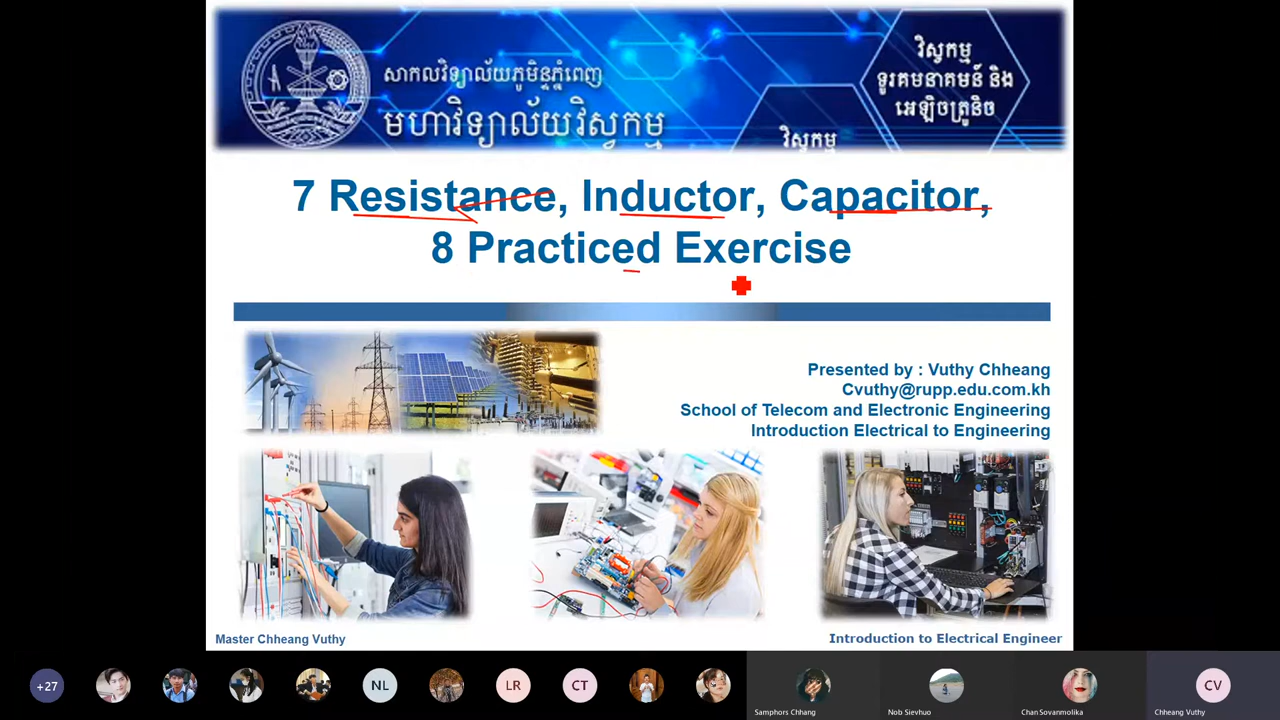 សាកលវិទ្យាល័យភូមិន្ទភ្នំពេញ
មហាវិទ្យាល័យវិស្វកម្ម
វិស្វកម្ម
ទូរគមនាគមន៍ និង
អេឡិចត្រូនិច
វិស្វកម្ម
7 Resistance, Inductor, Capacitor,
8 Practiced Exercise
Presented by : Vuthy Chheang
Cvuthy@rupp.edu.com.kh
School of Telecom and Electronic Engineering
Introduction Electrical to Engineering
Master Chheang Vuthy
Introduction to Electrical Engineer
+27
NL
LR
CT
CV
Samphors Chhang
Nob Sievhuo
Chan Sovanmolika
Chheang Vuthy